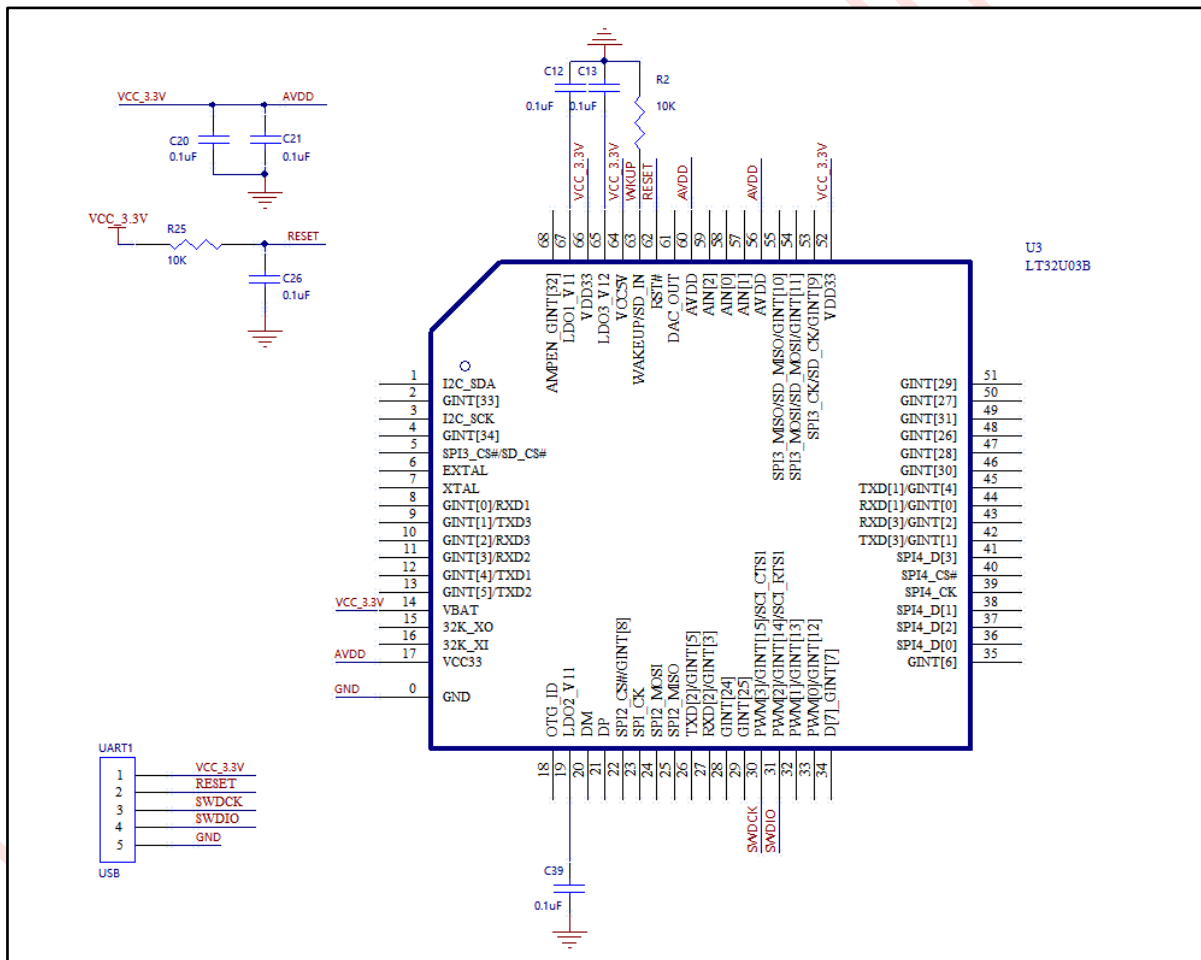 C12
C13
R2
0.1uF
0.1uF
10K
VCC_3.3V
AVDD
C20
0.1uF
C21
0.1uF
VCC_3.3V
R25
10K
RESET
C26
0.1uF
VCC_3.3V
VCC_3.3V
WKUP
RESET
AVDD
AVDD
VCC_3.3V
U3
LT32U03B
68
67
66
65
64
63
62
61
60
59
58
57
56
55
54
53
52
AMPEN_GINT[32]
LDO1_V11
VDD33
LDO3_V12
VCC5V
WAKEUP/SD_IN
RST#
DAC_OUT
AVDD
AIN[2]
AIN[0]
AIN[1]
AVDD
SPI3_MISO/SD_MISO/GINT[10]
SPI3_MOSI/SD_MOSI/GINT[11]
SPI3_CK/SD_CK/GINT[9]
VDD33
1 I2C_SDA
2 GINT[33]
3 I2C_SCK
4 GINT[34]
5 SPI3_CS#/SD_CS#
6 EXTAL
7 XTAL
8 GINT[0]/RXD1
9 GINT[1]/TXD3
10 GINT[2]/RXD3
11 GINT[3]/RXD2
12 GINT[4]/TXD1
13 GINT[5]/TXD2
VCC_3.3V 14 VBAT
15 32K_XO
16 32K_XI
AVDD 17 VCC33
GND 0 GND
GINT[29] 51
GINT[27] 50
GINT[31] 49
GINT[26] 48
GINT[28] 47
GINT[30] 46
TXD[1]/GINT[4] 45
RXD[1]/GINT[0] 44
RXD[3]/GINT[2] 43
TXD[3]/GINT[1] 42
SPI4_D[3] 41
SPI4_CS# 40
SPI4_CK 39
SPI4_D[1] 38
SPI4_D[2] 37
SPI4_D[0] 36
GINT[6] 35
OTG_ID
LDO2_V11
DM
DP
SPI2_CS#/GINT[8]
SPI_CK
SPI2_MOSI
SPI2_MISO
TXD[2]/GINT[5]
RXD[2]/GINT[3]
GINT[24]
GINT[25]
PWM[3]/GINT[15]/SCI_CTS1
PWM[2]/GINT[14]/SCI_RTS1
PWM[1]/GINT[13]
PWM[0]/GINT[12]
D[7]_GINT[7]
18
19
20
21
22
23
24
25
26
27
28
29
30
31
32
33
34
SWDCK
SWDIO
UART1
1 VCC_3.3V
2 RESET
3 SWDCK
4 SWDIO
5 GND
USB
C39
0.1uF